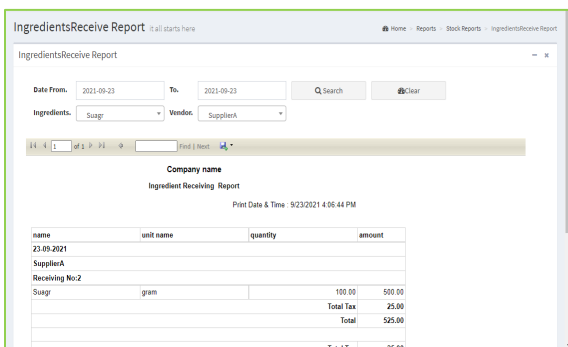 IngredientsReceive Report It all starts here
Home > Reports > Stock Reports > IngredientsReceive Report
IngredientsReceive Report
Date From. 2021-09-23 To. 2021-09-23 Search Clear
Ingredients. Suagr Vendor. SupplierA
1 of 1 Find | Next
Company name
Ingredient Receiving Report
Print Date & Time : 9/23/2021 4:06:44 PM
name unit name quantity amount
23-09-2021
SupplierA
Receiving No:2
Suagr gram 100.00 500.00
Total Tax 25.00
Total 525.00